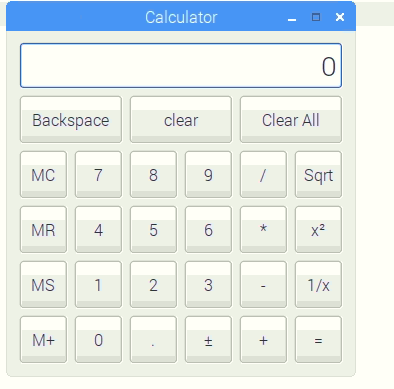 Calculator
0
Backspace clear Clear All
MC 7 8 9 / Sqrt
MR 4 5 6 * x²
MS 1 2 3 - 1/x
M+ 0 . ± + =